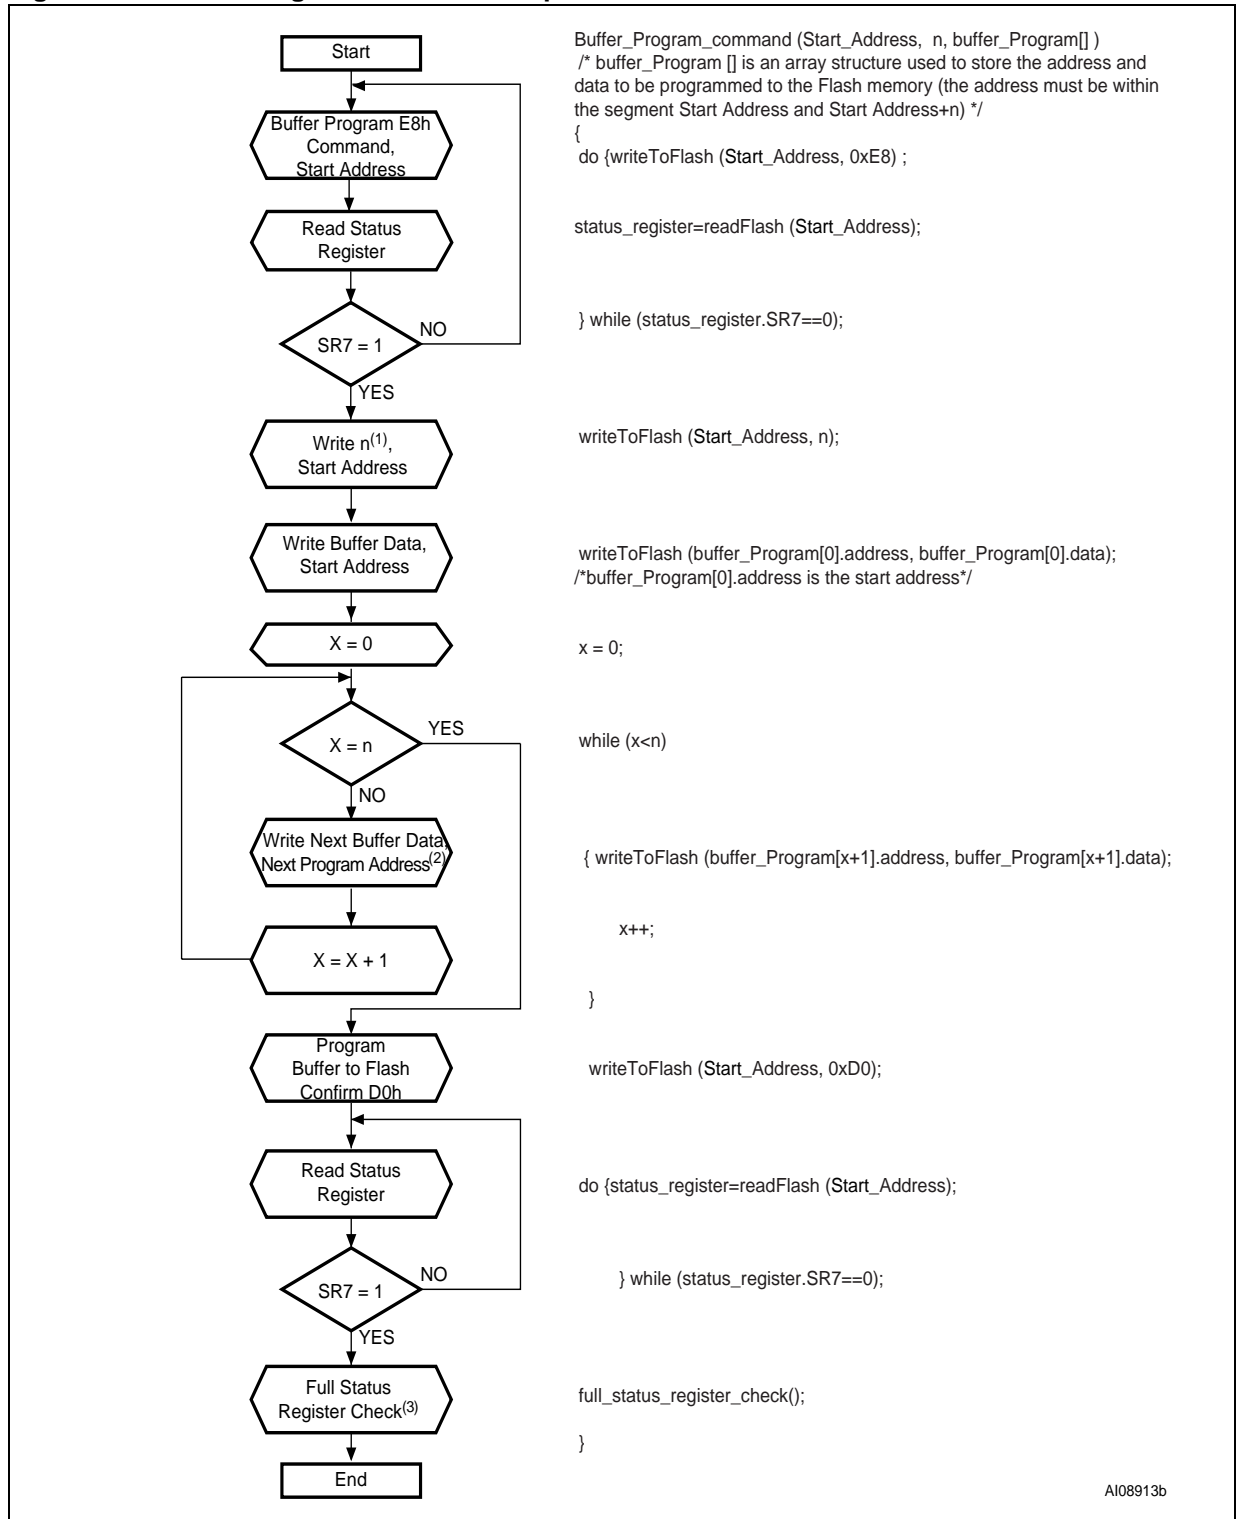 Start
Buffer_Program_command (Start_Address, n, buffer_Program[] )
/* buffer_Program [] is an array structure used to store the address and
data to be programmed to the Flash memory (the address must be within
the segment Start Address and Start Address+n) */
{
Buffer Program E8h
Command,
Start Address
do {writeToFlash (Start_Address, 0xE8) ;
Read Status
Register
status_register=readFlash (Start_Address);
SR7 = 1
NO
YES
} while (status_register.SR7==0);
Write n(1),
Start Address
writeToFlash (Start_Address, n);
Write Buffer Data,
Start Address
writeToFlash (buffer_Program[0].address, buffer_Program[0].data);
/*buffer_Program[0].address is the start address*/
X = 0
x = 0;
X = n
YES
NO
while (x<n)
Write Next Buffer Data,
Next Program Address(2)
{ writeToFlash (buffer_Program[x+1].address, buffer_Program[x+1].data);
X = X + 1
x++;
}
Program
Buffer to Flash
Confirm D0h
writeToFlash (Start_Address, 0xD0);
Read Status
Register
do {status_register=readFlash (Start_Address);
SR7 = 1
NO
YES
} while (status_register.SR7==0);
Full Status
Register Check(3)
full_status_register_check();
}
End
AI08913b